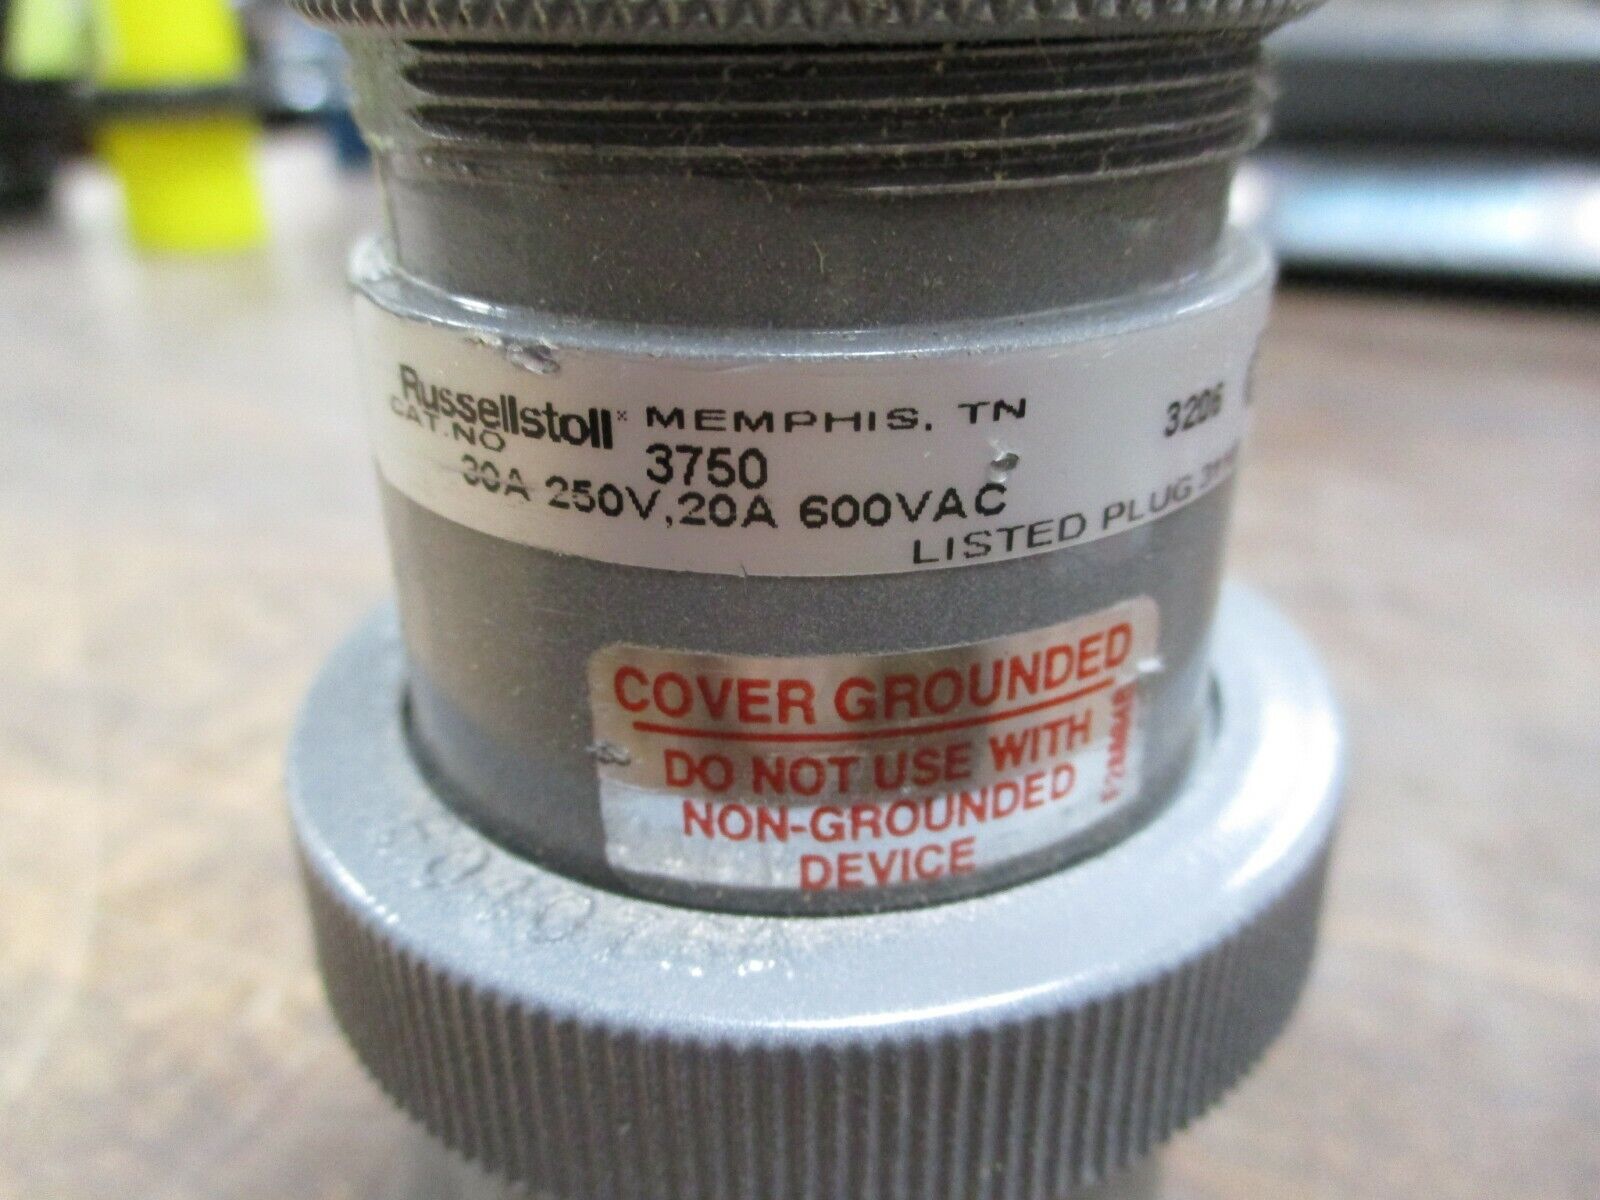 Russellstoll MEMPHIS, TN 3206
CAT.NO 3750
30A 250V,20A 600VAC
LISTED PLUG
COVER GROUNDED
DO NOT USE WITH
NON-GROUNDED
DEVICE